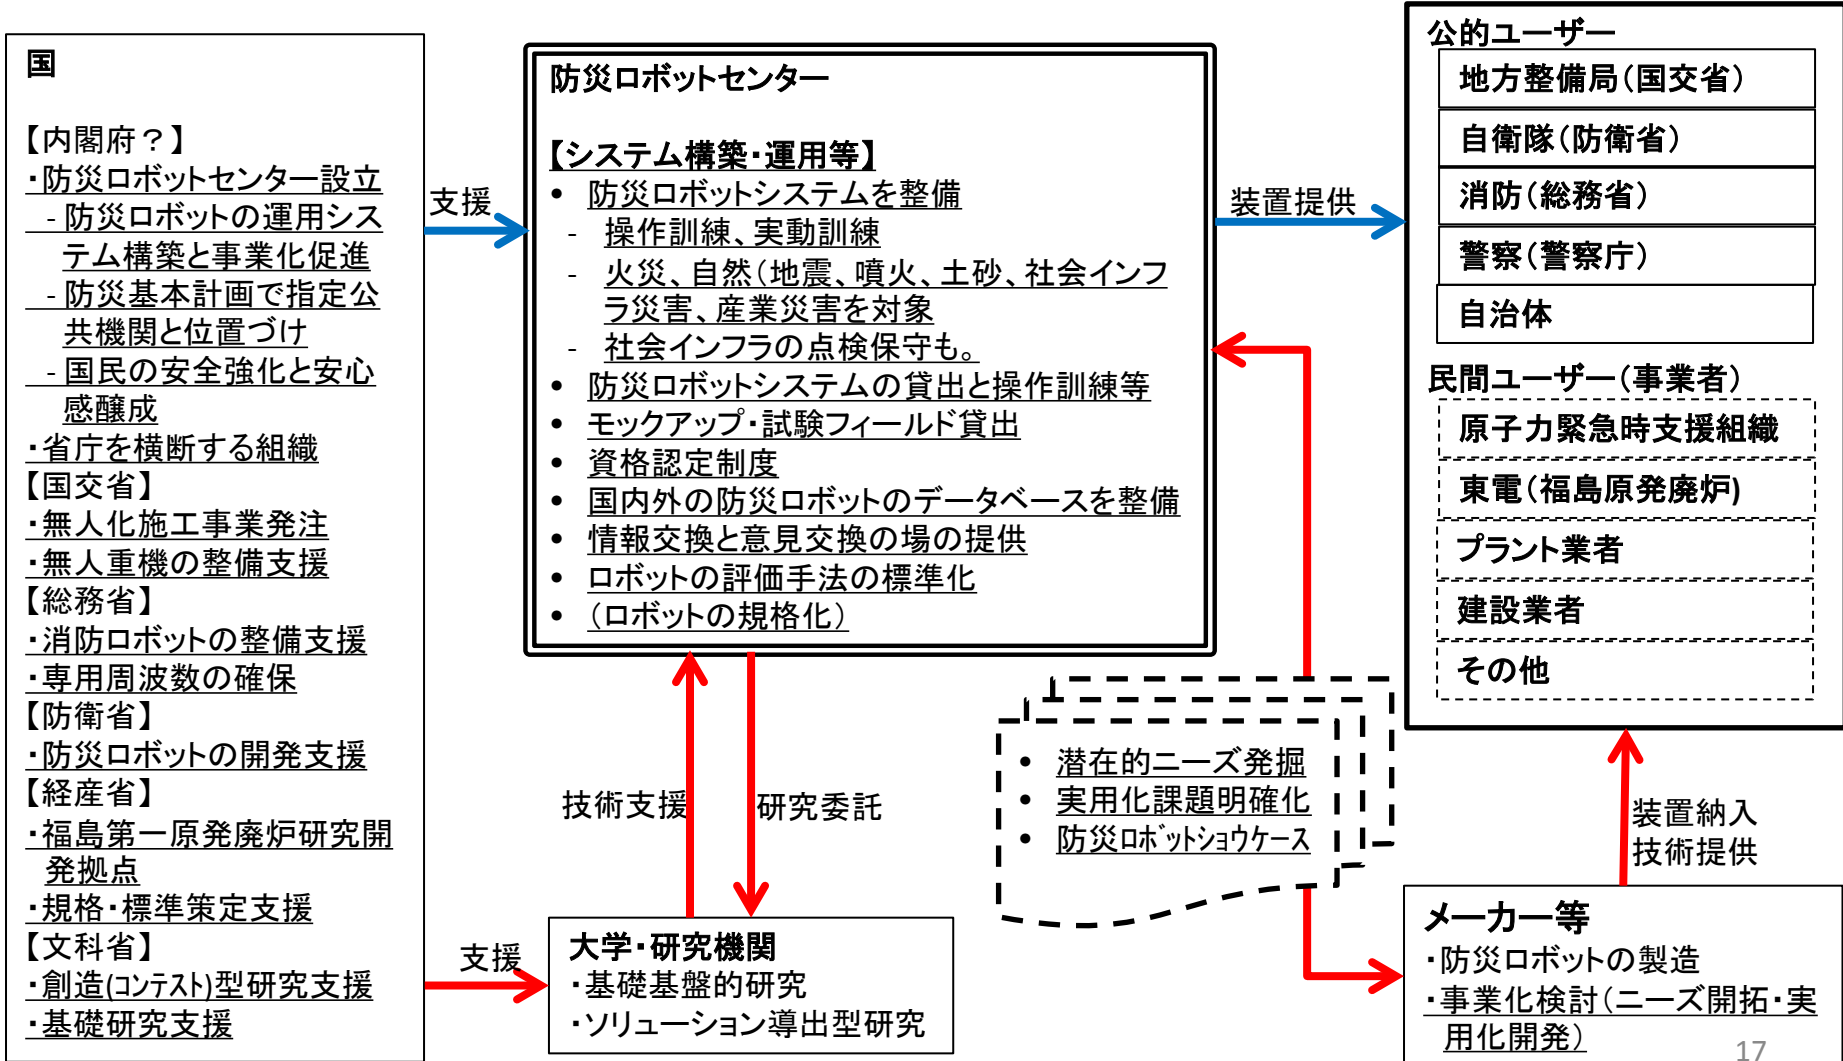 国
【内閣府？】
・防災ロボットセンター設立
- 防災ロボットの運用シス
テム構築と事業化促進
- 防災基本計画で指定公
共機関と位置づけ
- 国民の安全強化と安心
感醸成
・省庁を横断する組織
【国交省】
・無人化施工事業発注
・無人重機の整備支援
【総務省】
・消防ロボットの整備支援
・専用周波数の確保
【防衛省】
・防災ロボットの開発支援
【経産省】
・福島第一原発廃炉研究開
発拠点
・規格・標準策定支援
【文科省】
・創造(コンテスト)型研究支援
・基礎研究支援
支援
支援
防災ロボットセンター
【システム構築・運用等】
• 防災ロボットシステムを整備
- 操作訓練、実動訓練
- 火災、自然（地震、噴火、土砂、社会インフ
ラ災害、産業災害を対象
- 社会インフラの点検保守も。
• 防災ロボットシステムの貸出と操作訓練等
• モックアップ・試験フィールド貸出
• 資格認定制度
• 国内外の防災ロボットのデータベースを整備
• 情報交換と意見交換の場の提供
• ロボットの評価手法の標準化
• （ロボットの規格化）
技術支援
研究委託
大学・研究機関
・基礎基盤的研究
・ソリューション導出型研究
• 潜在的ニーズ発掘
• 実用化課題明確化
• 防災ロボットショウケース
装置提供
公的ユーザー
地方整備局（国交省）
自衛隊（防衛省）
消防（総務省）
警察（警察庁）
自治体
民間ユーザー（事業者）
原子力緊急時支援組織
東電（福島原発廃炉)
プラント業者
建設業者
その他
装置納入
技術提供
メーカー等
・防災ロボットの製造
・事業化検討（ニーズ開拓・実
用化開発）
17